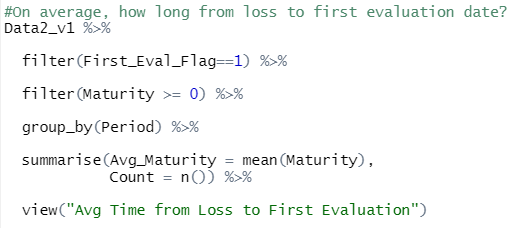 #On average, how long from loss to first evaluation date?
Data2_v1 %>%
filter(First_Eval_Flag==1) %>%
filter(Maturity >= 0) %>%
group_by(Period) %>%
summarise(Avg_Maturity = mean(Maturity),
Count = n()) %>%
view("Avg Time from Loss to First Evaluation")